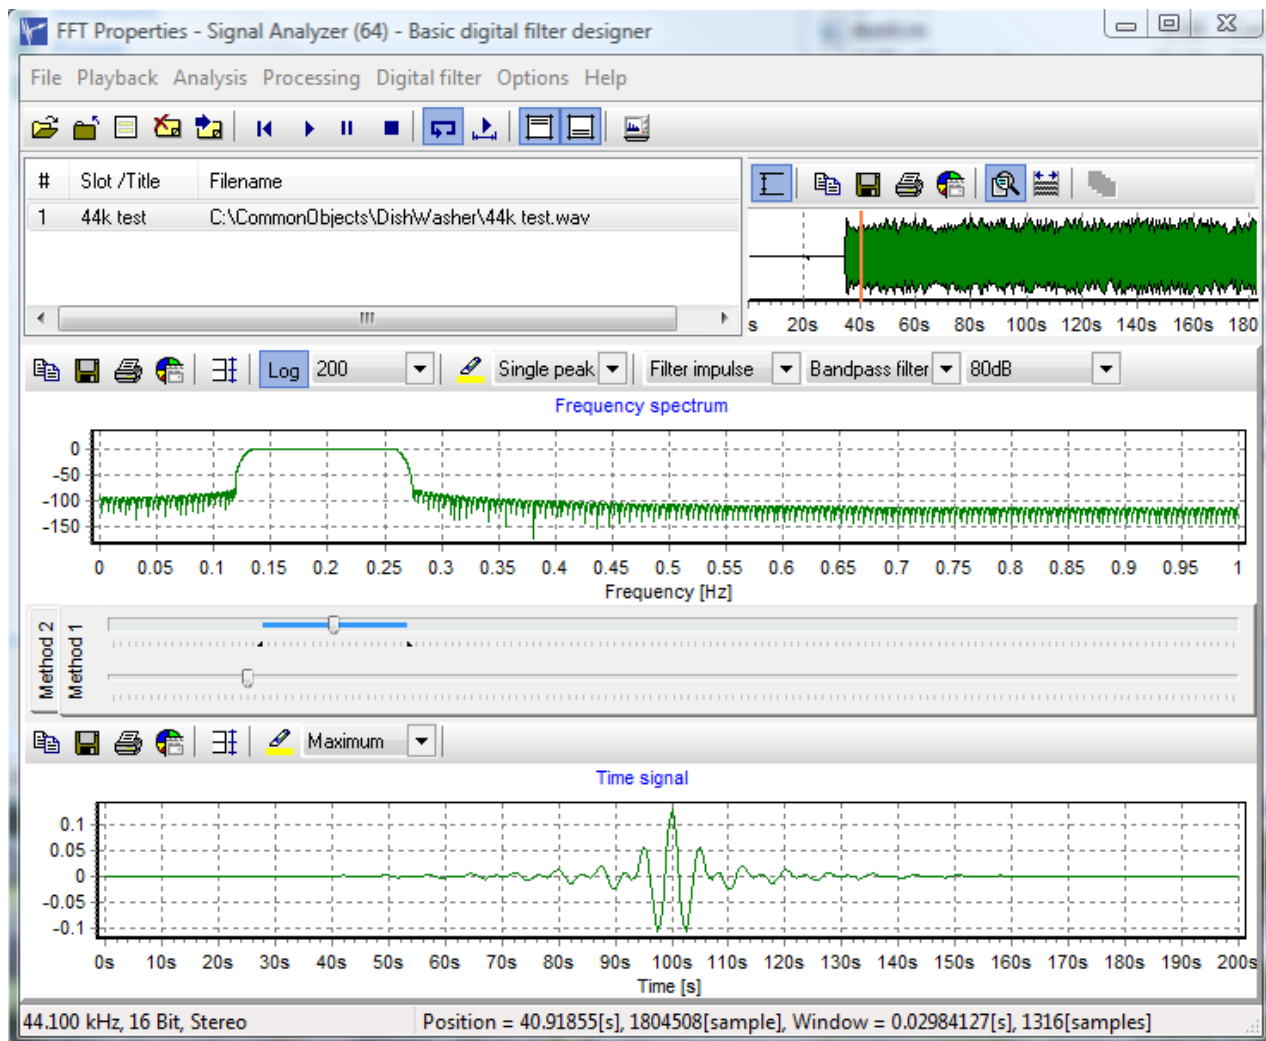 FFT Properties - Signal Analyzer (64) - Basic digital filter designer
File Playback Analysis Processing Digital filter Options Help
# Slot /Title Filename
1 44k test C:\CommonObjects\DishWasher\44k test.wav
s 20s 40s 60s 80s 100s 120s 140s 160s 180
Log 200 Single peak Filter impulse Bandpass filter 80dB
Frequency spectrum
0
-50
-100
-150
0 0.05 0.1 0.15 0.2 0.25 0.3 0.35 0.4 0.45 0.5 0.55 0.6 0.65 0.7 0.75 0.8 0.85 0.9 0.95 1
Frequency [Hz]
Method 2
Method 1
Maximum
Time signal
0.1
0.05
0
-0.05
-0.1
0s 10s 20s 30s 40s 50s 60s 70s 80s 90s 100s 110s 120s 130s 140s 150s 160s 170s 180s 190s 200s
Time [s]
44.100 kHz, 16 Bit, Stereo Position = 40.91855[s], 1804508[sample], Window = 0.02984127[s], 1316[samples]